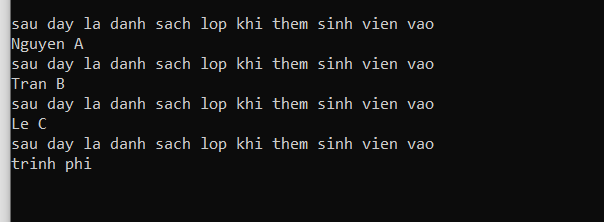 sau day la danh sach lop khi them sinh vien vao
Nguyen A
sau day la danh sach lop khi them sinh vien vao
Tran B
sau day la danh sach lop khi them sinh vien vao
Le C
sau day la danh sach lop khi them sinh vien vao
trinh phi